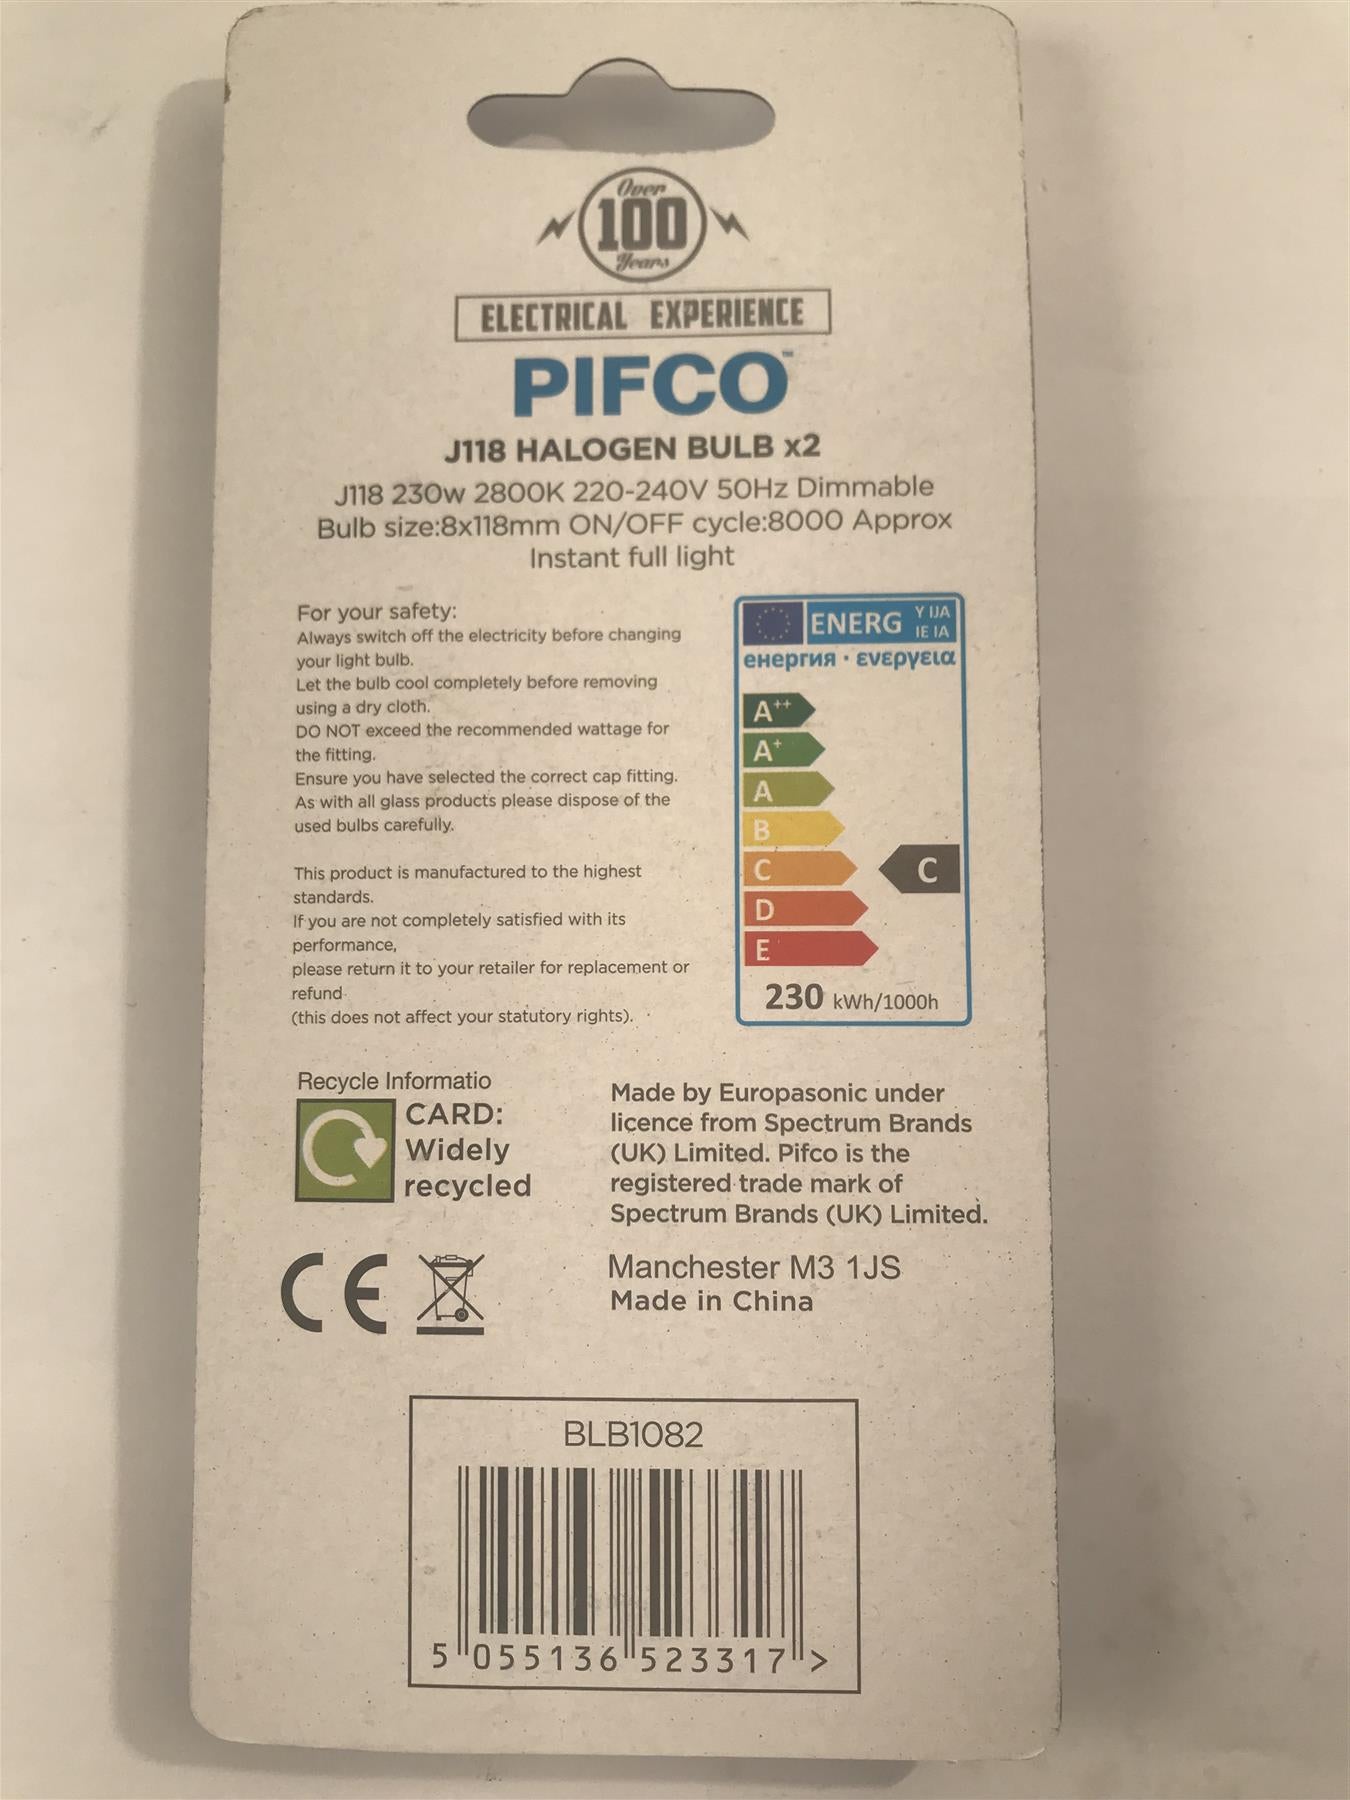 Over
100
Years
ELECTRICAL EXPERIENCE
PIFCO™
J118 HALOGEN BULB x2
J118 230w 2800K 220-240V 50Hz Dimmable
Bulb size:8x118mm ON/OFF cycle:8000 Approx
Instant full light
For your safety:
Always switch off the electricity before changing
your light bulb.
Let the bulb cool completely before removing
using a dry cloth.
DO NOT exceed the recommended wattage for
the fitting.
Ensure you have selected the correct cap fitting.
As with all glass products please dispose of the
used bulbs carefully.
This product is manufactured to the highest
standards.
If you are not completely satisfied with its
performance,
please return it to your retailer for replacement or
refund
(this does not affect your statutory rights).
ENERG Y IJA
IE IA
енергия · ενεργεια
A++
A+
A
B
C
C
D
E
230 kWh/1000h
Recycle Informatio
CARD:
Widely
recycled
Made by Europasonic under
licence from Spectrum Brands
(UK) Limited. Pifco is the
registered trade mark of
Spectrum Brands (UK) Limited.
Manchester M3 1JS
Made in China
CE
BLB1082
5 055136 523317 >